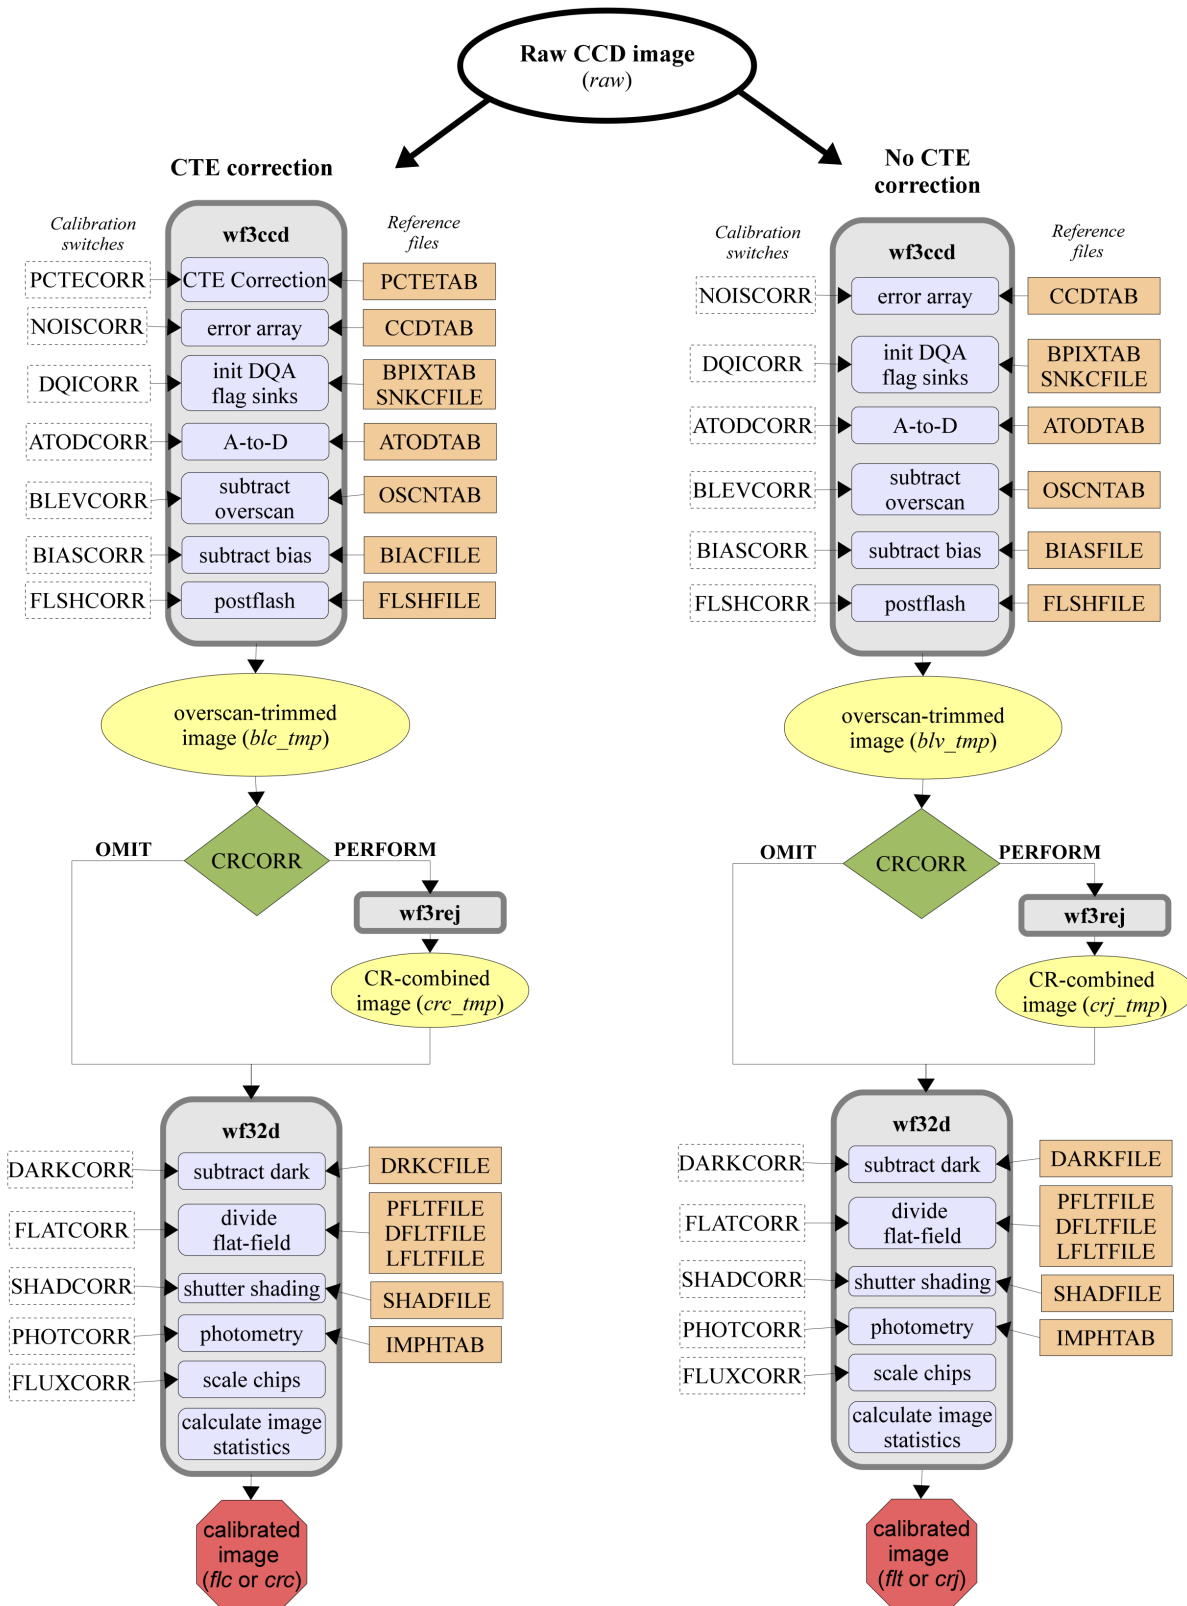 Raw CCD image
(raw)
CTE correction
Calibration
switches
Reference
files
wf3ccd
PCTECORR
CTE Correction
PCTETAB
NOISCORR
error array
CCDTAB
DQICORR
init DQA
flag sinks
BPIXTAB
SNKCFILE
ATODCORR
A-to-D
ATODTAB
BLEVCORR
subtract
overscan
OSCNTAB
BIASCORR
subtract bias
BIACFILE
FLSHCORR
postflash
FLSHFILE
overscan-trimmed
image (blc_tmp)
OMIT
CRCORR
PERFORM
wf3rej
CR-combined
image (crc_tmp)
wf32d
DARKCORR
subtract dark
DRKCFILE
FLATCORR
divide
flat-field
PFLTFILE
DFLTFILE
LFLTFILE
SHADCORR
shutter shading
SHADFILE
PHOTCORR
photometry
IMPHTAB
FLUXCORR
scale chips
calculate image
statistics
calibrated
image
(flc or crc)
No CTE
correction
Calibration
switches
Reference
files
wf3ccd
NOISCORR
error array
CCDTAB
DQICORR
init DQA
flag sinks
BPIXTAB
SNKCFILE
ATODCORR
A-to-D
ATODTAB
BLEVCORR
subtract
overscan
OSCNTAB
BIASCORR
subtract bias
BIASFILE
FLSHCORR
postflash
FLSHFILE
overscan-trimmed
image (blv_tmp)
OMIT
CRCORR
PERFORM
wf3rej
CR-combined
image (crj_tmp)
wf32d
DARKCORR
subtract dark
DARKFILE
FLATCORR
divide
flat-field
PFLTFILE
DFLTFILE
LFLTFILE
SHADCORR
shutter shading
SHADFILE
PHOTCORR
photometry
IMPHTAB
FLUXCORR
scale chips
calculate image
statistics
calibrated
image
(flt or crj)